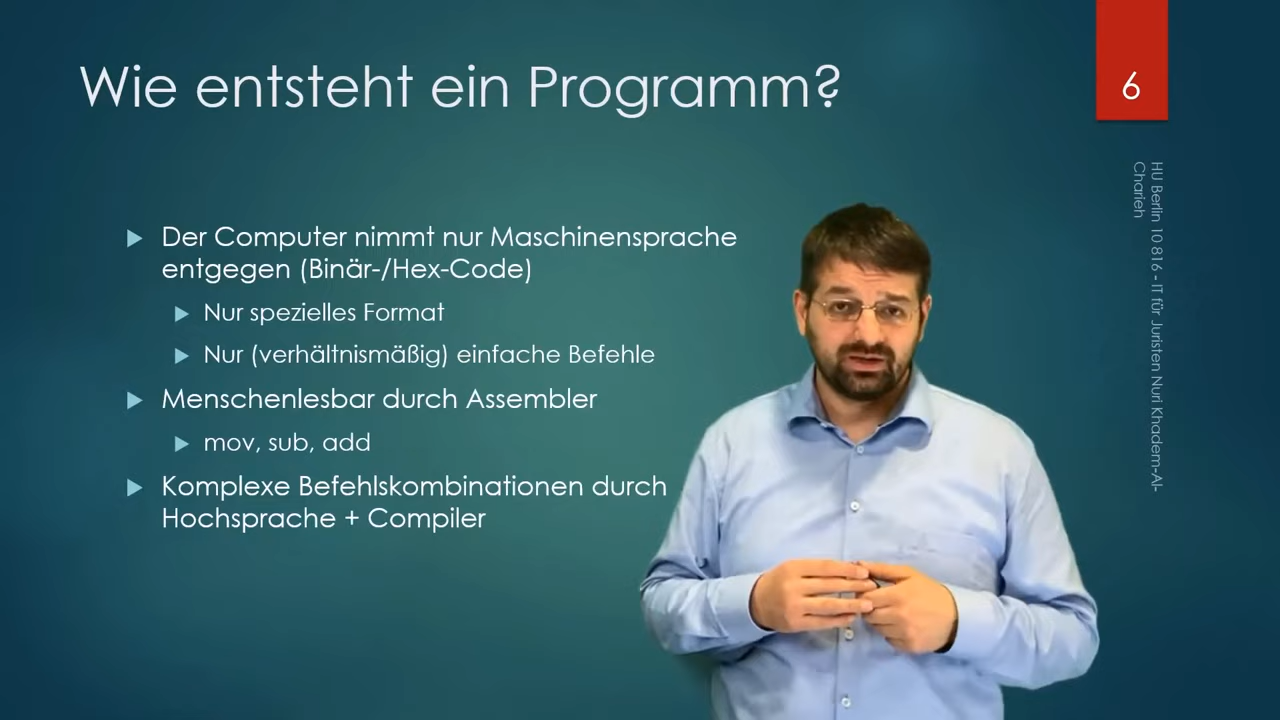 Wie entsteht ein Programm?
6
Der Computer nimmt nur Maschinensprache
entgegen (Binär-/Hex-Code)
Nur spezielles Format
Nur (verhältnismäßig) einfache Befehle
Menschenlesbar durch Assembler
mov, sub, add
Komplexe Befehlskombinationen durch
Hochsprache + Compiler
HU Berlin 10 816 - IT für Juristen Nuri Khadem-Al-
Charieh